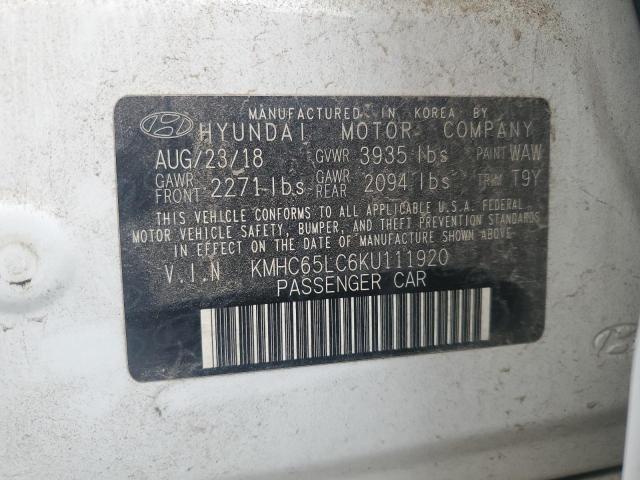 MANUFACTURED IN KOREA BY
HYUNDAI MOTOR COMPANY
AUG/23/18 GVWR 3935 lbs PAINT WAW
GAWR FRONT 2271 lbs GAWR REAR 2094 lbs TRIM T9Y
THIS VEHICLE CONFORMS TO ALL APPLICABLE U.S.A. FEDERAL
MOTOR VEHICLE SAFETY, BUMPER, AND THEFT PREVENTION STANDARDS
IN EFFECT ON THE DATE OF MANUFACTURE SHOWN ABOVE.
V.I.N KMHC65LC6KU111920
PASSENGER CAR